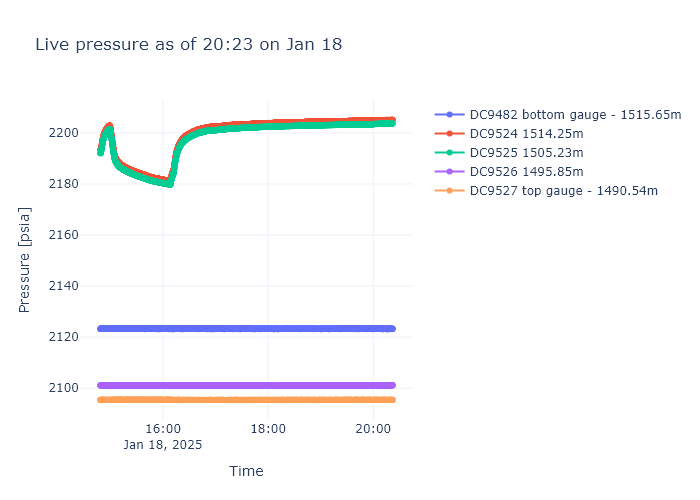 Live pressure as of 20:23 on Jan 18
DC9482 bottom gauge - 1515.65m
DC9524 1514.25m
DC9525 1505.23m
DC9526 1495.85m
DC9527 top gauge - 1490.54m
Pressure [psia]
2200
2180
2160
2140
2120
2100
16:00
18:00
20:00
Jan 18, 2025
Time